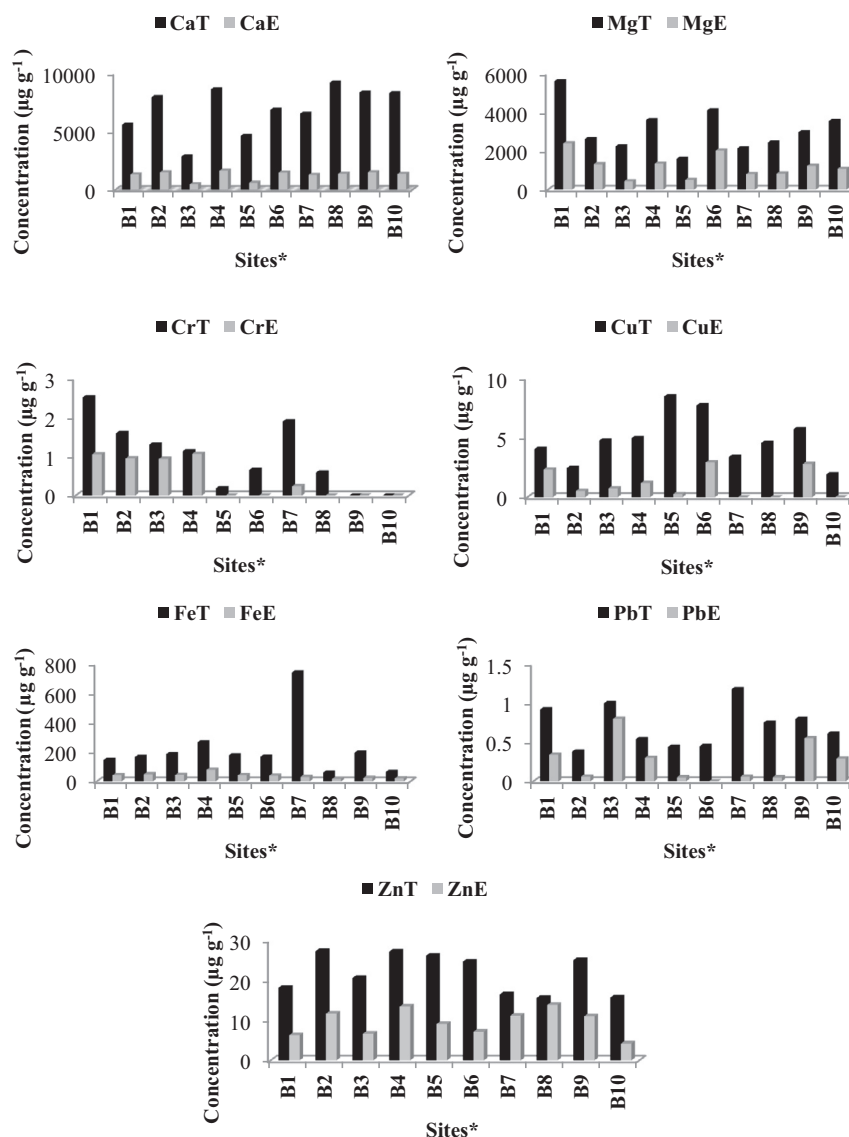 CaT CaE
Concentration (µg g-1)
10000
5000
0
B1 B2 B3 B4 B5 B6 B7 B8 B9 B10
Sites*
MgT MgE
Concentration (µg g-1)
6000
4000
2000
0
B1 B2 B3 B4 B5 B6 B7 B8 B9 B10
Sites*
CrT CrE
Concentration (µg g-1)
3
2
1
0
B1 B2 B3 B4 B5 B6 B7 B8 B9 B10
Sites*
CuT CuE
Concentration (µg g-1)
10
5
0
B1 B2 B3 B4 B5 B6 B7 B8 B9 B10
Sites*
FeT FeE
Concentration (µg g-1)
800
600
400
200
0
B1 B2 B3 B4 B5 B6 B7 B8 B9 B10
Sites*
PbT PbE
Concentration (µg g-1)
1.5
1
0.5
0
B1 B2 B3 B4 B5 B6 B7 B8 B9 B10
Sites*
ZnT ZnE
Concentration (µg g-1)
30
20
10
0
B1 B2 B3 B4 B5 B6 B7 B8 B9 B10
Sites*